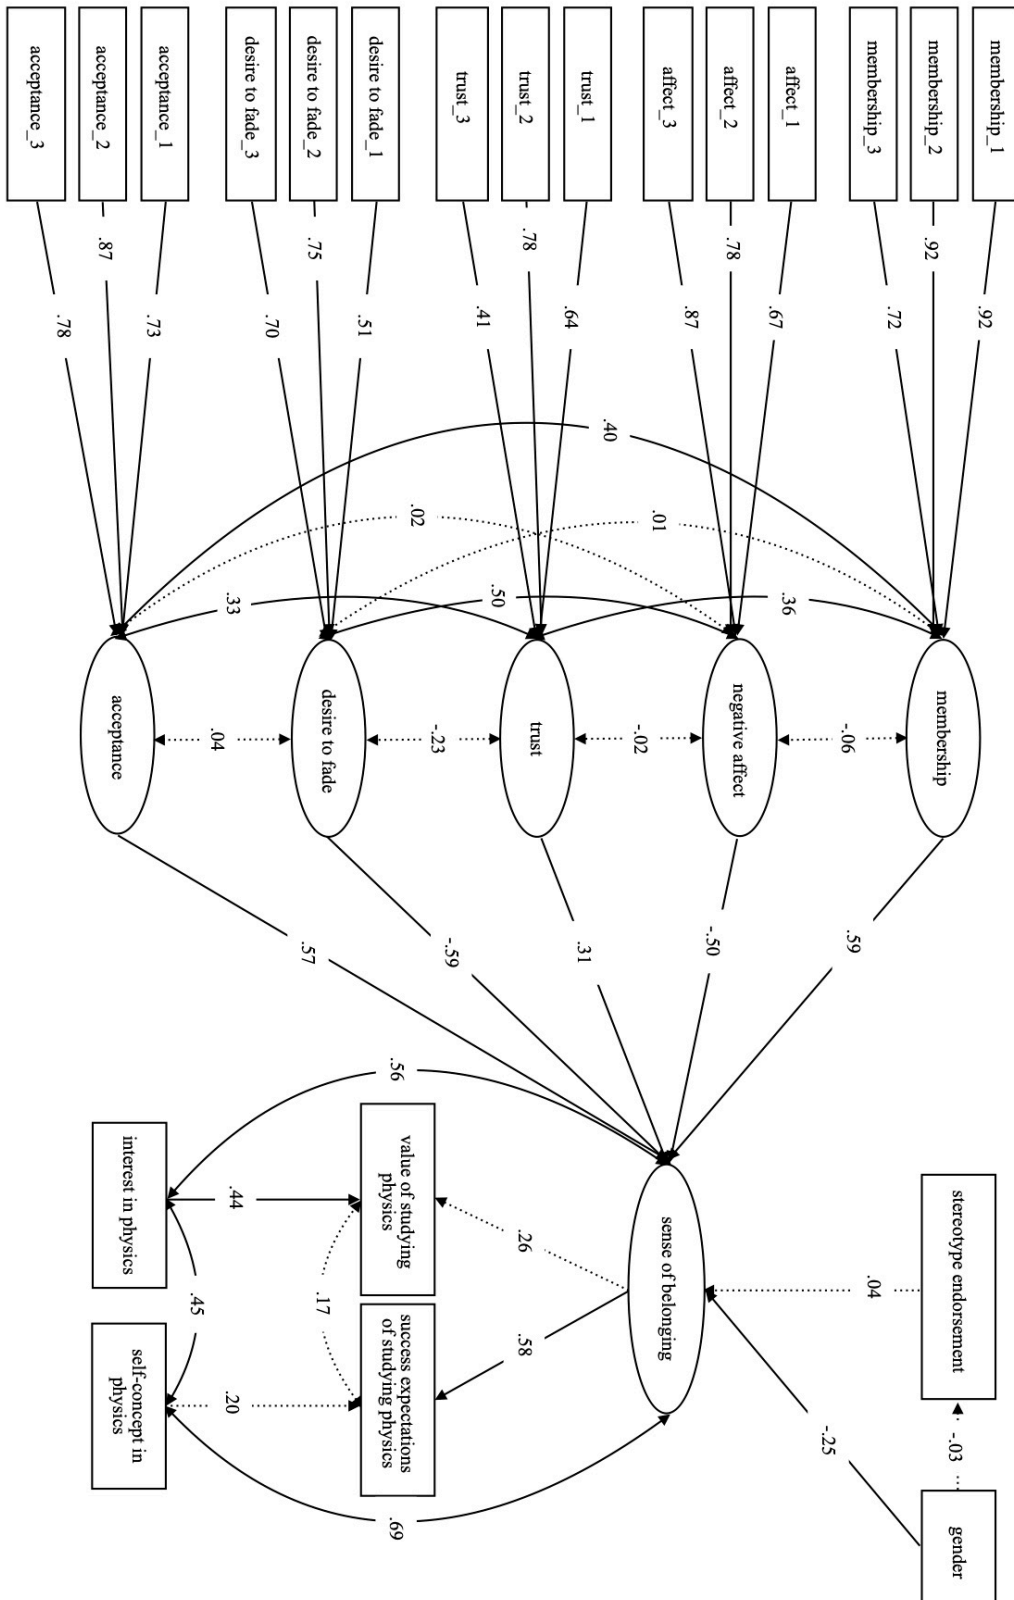 membership_1
membership_2
membership_3
affect_1
affect_2
affect_3
trust_1
trust_2
trust_3
desire to fade_1
desire to fade_2
desire to fade_3
acceptance_1
acceptance_2
acceptance_3
.92
.92
.72
.67
.78
.87
.64
.78
.41
.51
.75
.70
.73
.87
.78
.40
.01
.02
.36
.50
.33
membership
-.06
negative affect
-.02
trust
-.23
desire to fade
.04
acceptance
.59
-.50
.31
-.59
.57
stereotype endorsement
-.03
gender
.04
-.25
sense of belonging
.26
.58
.56
.69
value of studying
physics
.17
success expectations
of studying physics
.44
.20
interest in physics
.45
self-concept in
physics